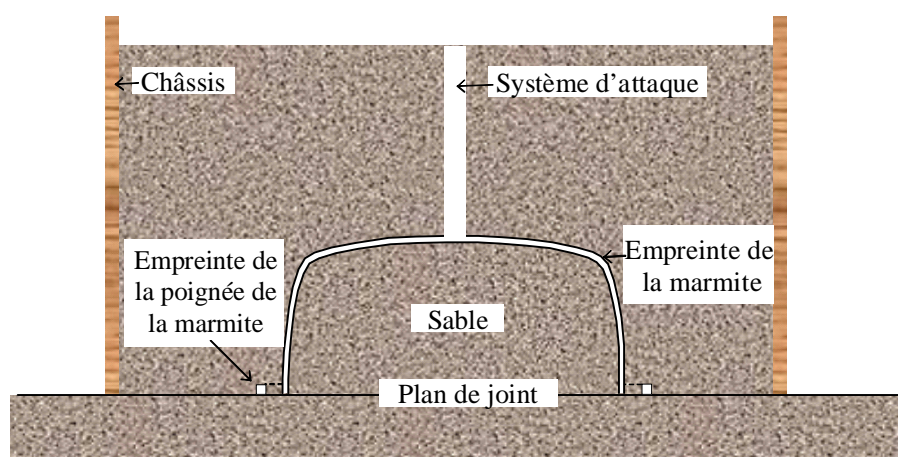 Châssis
Système d'attaque
Empreinte de
la poignée de
la marmite
Empreinte de
la marmite
Sable
Plan de joint